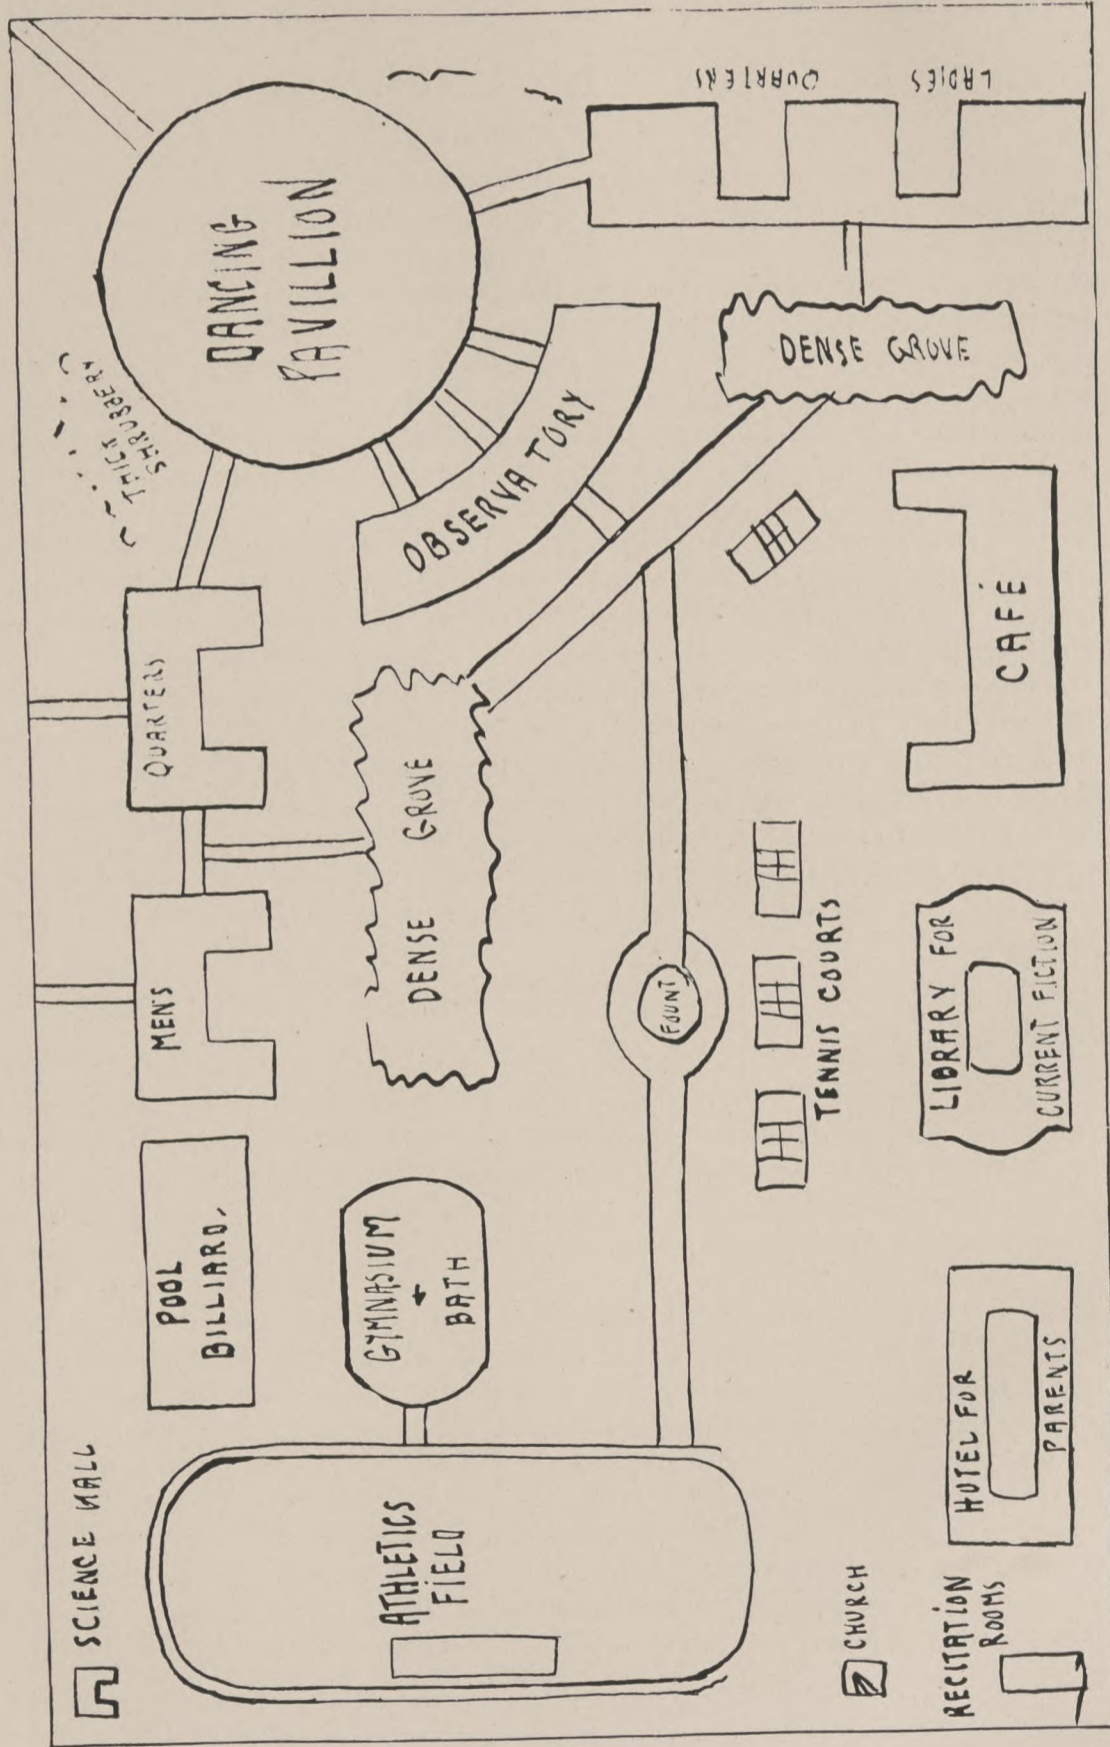 SCIENCE HALL
POOL
BILLIARD,
MEN'S
QUARTERS
THICK
SHRUBBERY
DANCING
PAVILLION
GYMNASIUM
+
BATH
ATHLETICS
FIELD
DENSE GROVE
OBSERVATORY
FOUNT
TENNIS COURTS
DENSE GROVE
LADIES
QUARTERS
CHURCH
RECITATION
ROOMS
HOTEL FOR
PARENTS
LIBRARY FOR
CURRENT FICTION
CAFÉ